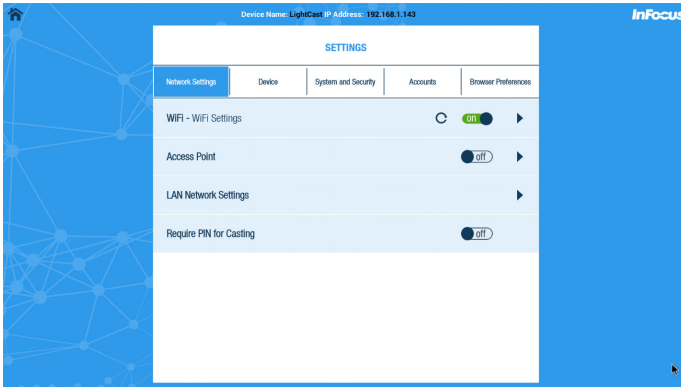 Device Name: LightCast IP Address: 192.168.1.143
InFocus
SETTINGS
Network Settings Device System and Security Accounts Browser Preferences
WiFi - WiFi Settings on
Access Point off
LAN Network Settings
Require PIN for Casting off